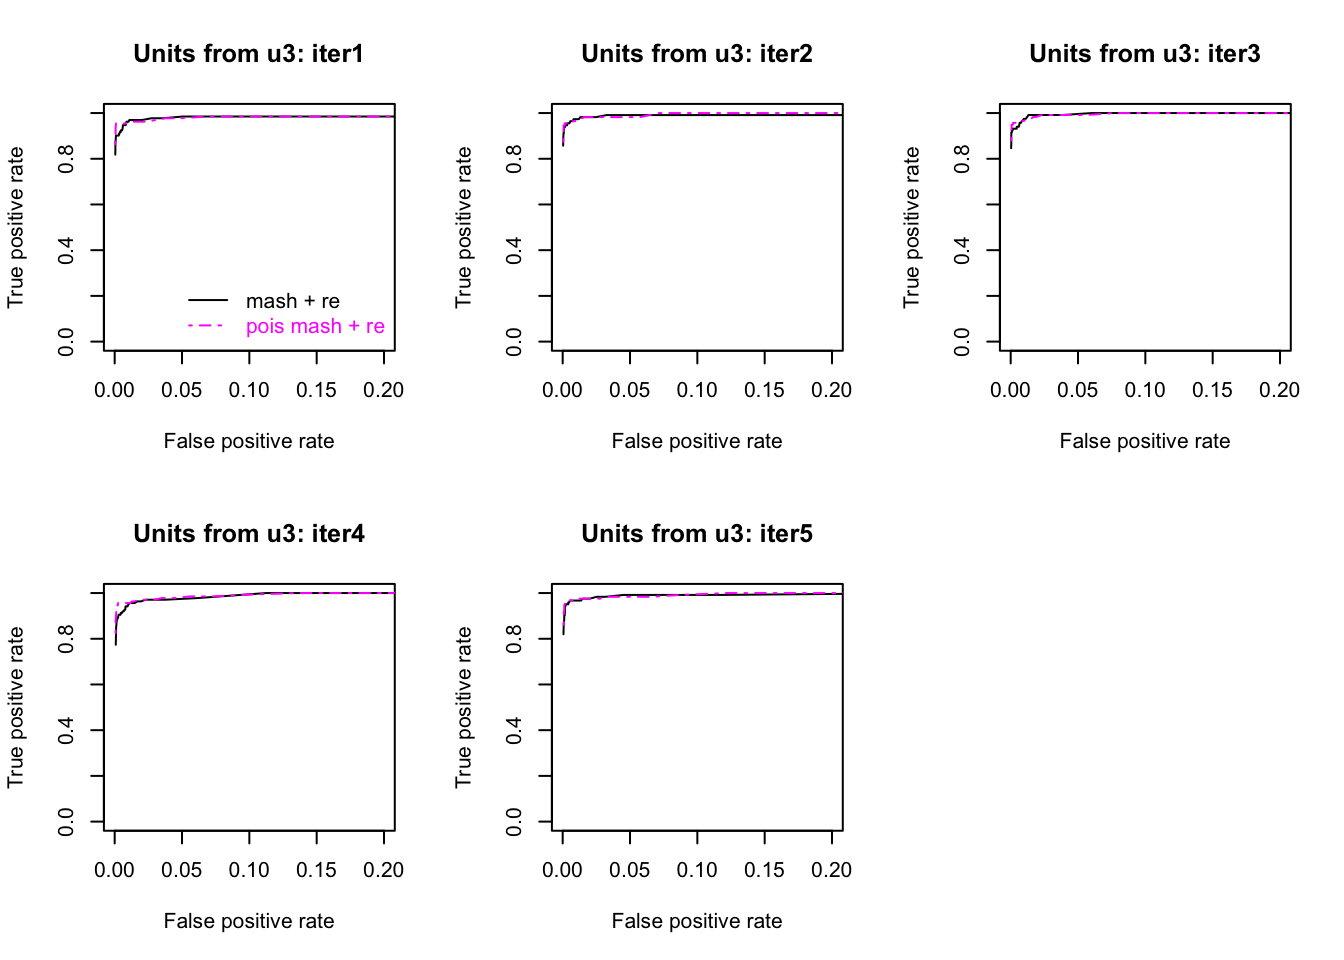 Units from u3: iter1
True positive rate
0.0 0.4 0.8
mash + re
pois mash + re
0.00 0.05 0.10 0.15 0.20
False positive rate
Units from u3: iter2
True positive rate
0.0 0.4 0.8
0.00 0.05 0.10 0.15 0.20
False positive rate
Units from u3: iter3
True positive rate
0.0 0.4 0.8
0.00 0.05 0.10 0.15 0.20
False positive rate
Units from u3: iter4
True positive rate
0.0 0.4 0.8
0.00 0.05 0.10 0.15 0.20
False positive rate
Units from u3: iter5
True positive rate
0.0 0.4 0.8
0.00 0.05 0.10 0.15 0.20
False positive rate